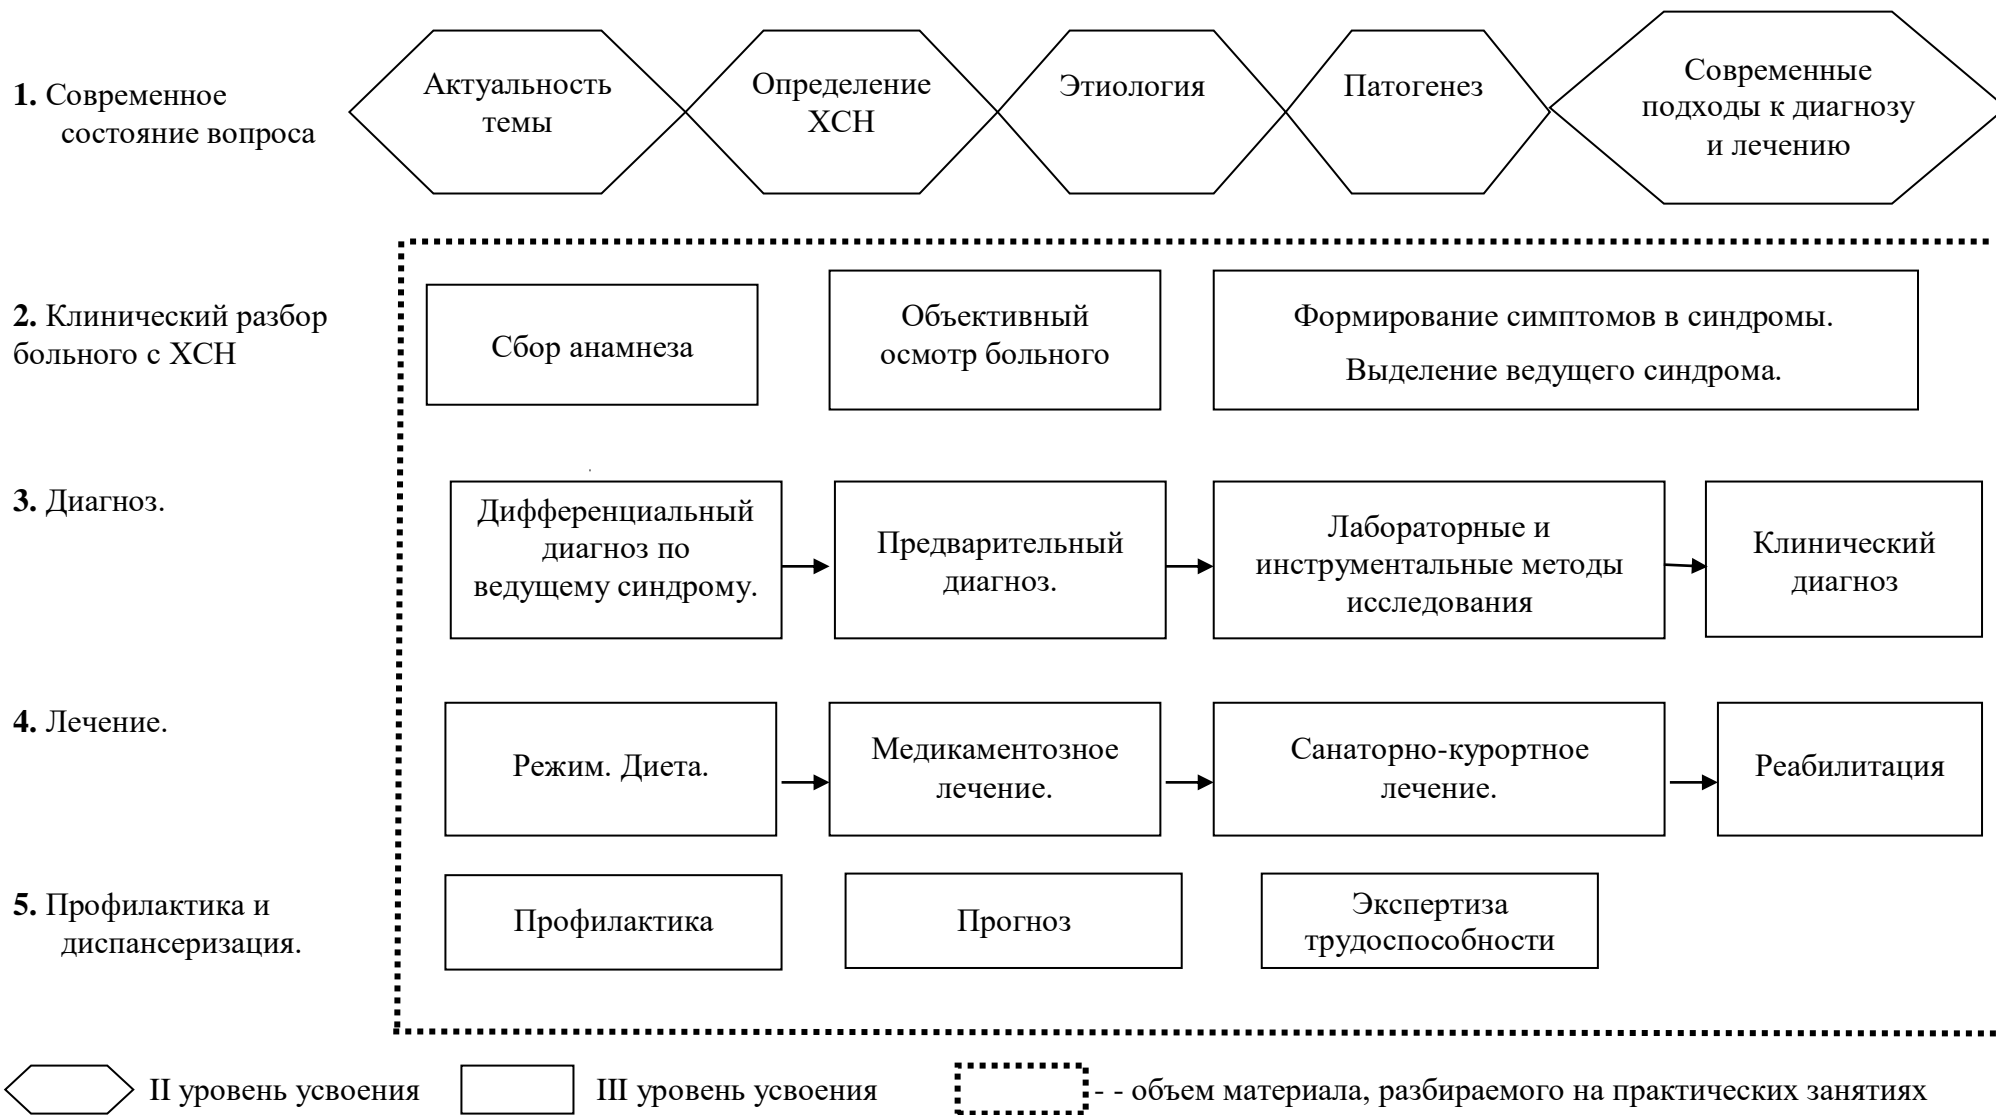 1. Современное
состояние вопроса
Актуальность
темы
Определение
ХСН
Этиология
Патогенез
Современные
подходы к диагнозу
и лечению
2. Клинический разбор
больного с ХСН
Сбор анамнеза
Объективный
осмотр больного
Формирование симптомов в синдромы.
Выделение ведущего синдрома.
3. Диагноз.
Дифференциальный
диагноз по
ведущему синдрому.
Предварительный
диагноз.
Лабораторные и
инструментальные методы
исследования
Клинический
диагноз
4. Лечение.
Режим. Диета.
Медикаментозное
лечение.
Санаторно-курортное
лечение.
Реабилитация
5. Профилактика и
диспансеризация.
Профилактика
Прогноз
Экспертиза
трудоспособности
II уровень усвоения
III уровень усвоения
- - объем материала, разбираемого на практических занятиях